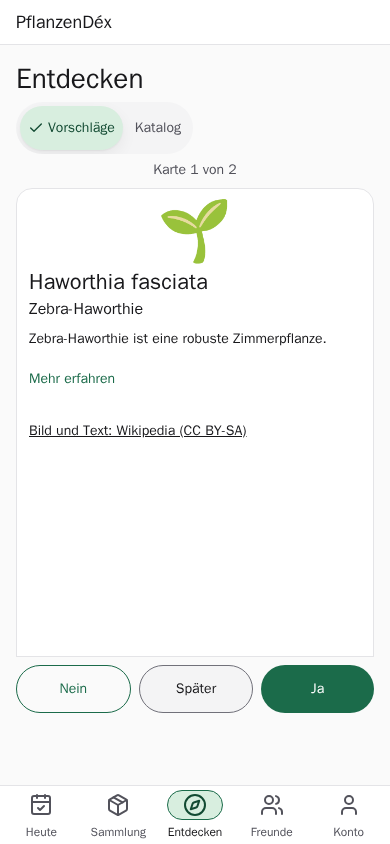 PflanzenDéx
Entdecken
Vorschläge
Katalog
Karte 1 von 2
Haworthia fasciata
Zebra-Haworthie
Zebra-Haworthie ist eine robuste Zimmerpflanze.
Mehr erfahren
Bild und Text: Wikipedia (CC BY-SA)
Nein
Später
Ja
Heute
Sammlung
Entdecken
Freunde
Konto